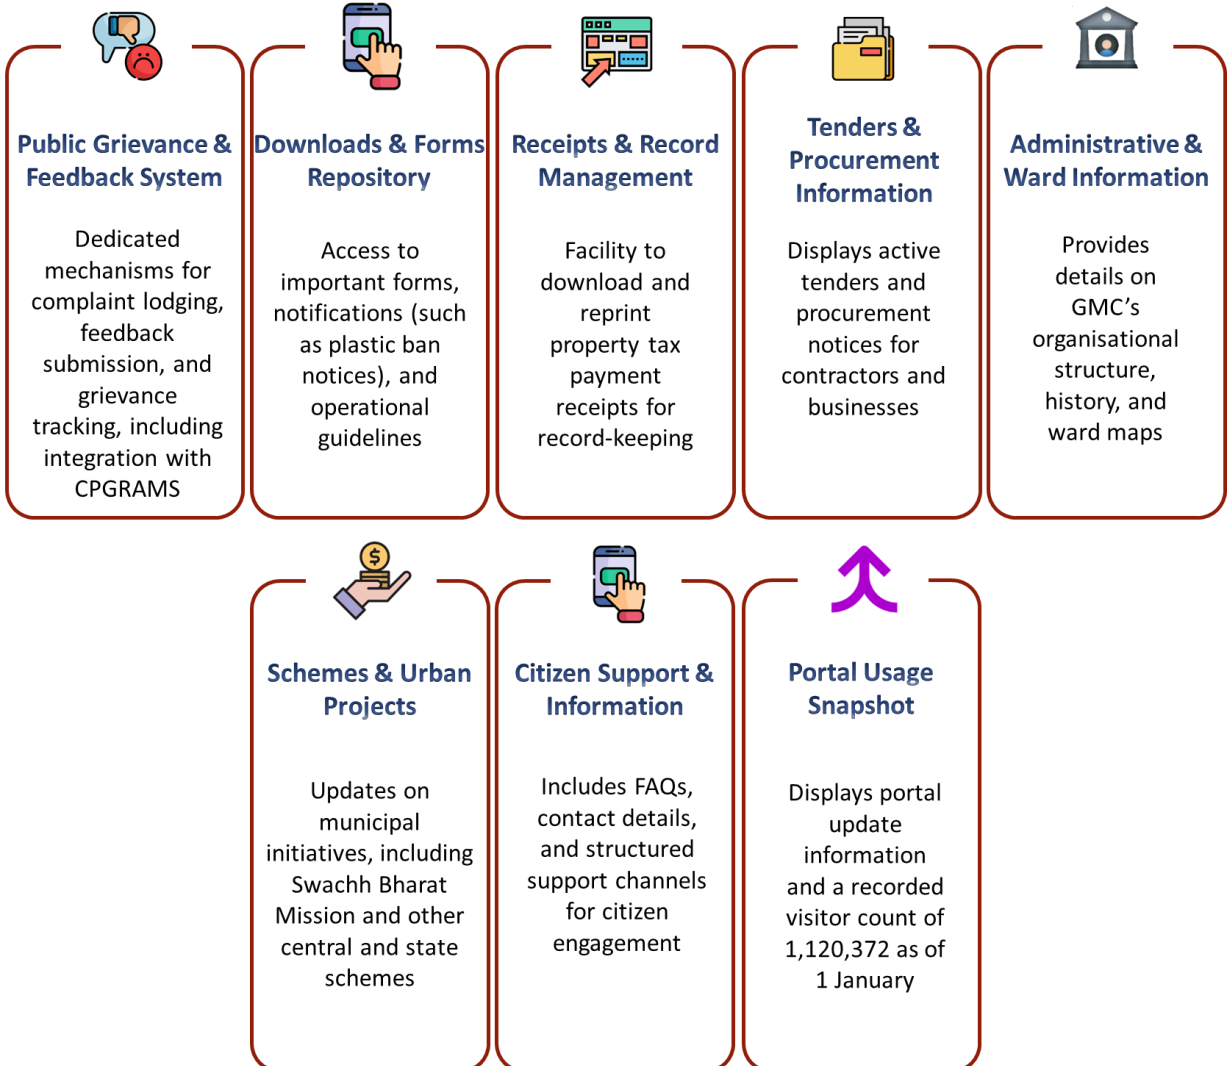 Public Grievance &
Feedback System
Dedicated
mechanisms for
complaint lodging,
feedback
submission, and
grievance
tracking, including
integration with
CPGRAMS
Downloads & Forms
Repository
Access to
important forms,
notifications (such
as plastic ban
notices), and
operational
guidelines
Receipts & Record
Management
Facility to
download and
reprint
property tax
payment
receipts for
record-keeping
Tenders &
Procurement
Information
Displays active
tenders and
procurement
notices for
contractors and
businesses
Administrative &
Ward Information
Provides
details on
GMC’s
organisational
structure,
history, and
ward maps
Schemes & Urban
Projects
Updates on
municipal
initiatives, including
Swachh Bharat
Mission and other
central and state
schemes
Citizen Support &
Information
Includes FAQs,
contact details,
and structured
support channels
for citizen
engagement
Portal Usage
Snapshot
Displays portal
update
information
and a recorded
visitor count of
1,120,372 as of
1 January